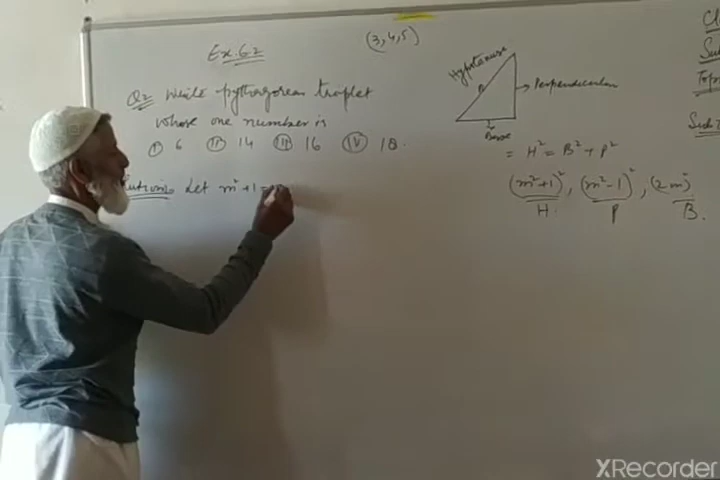 Ex. 6.2
(3,4,5)
Q2 Write pythagorean triplet
whose one number is
(i) 6 (ii) 14 (iii) 16 (iv) 18.
Let m²+1 =
Hypotenuse
Perpendicular
Base
= H² = B² + P²
(m²+1)², (m²-1)², (2m)²
H. P B.
XRecorder